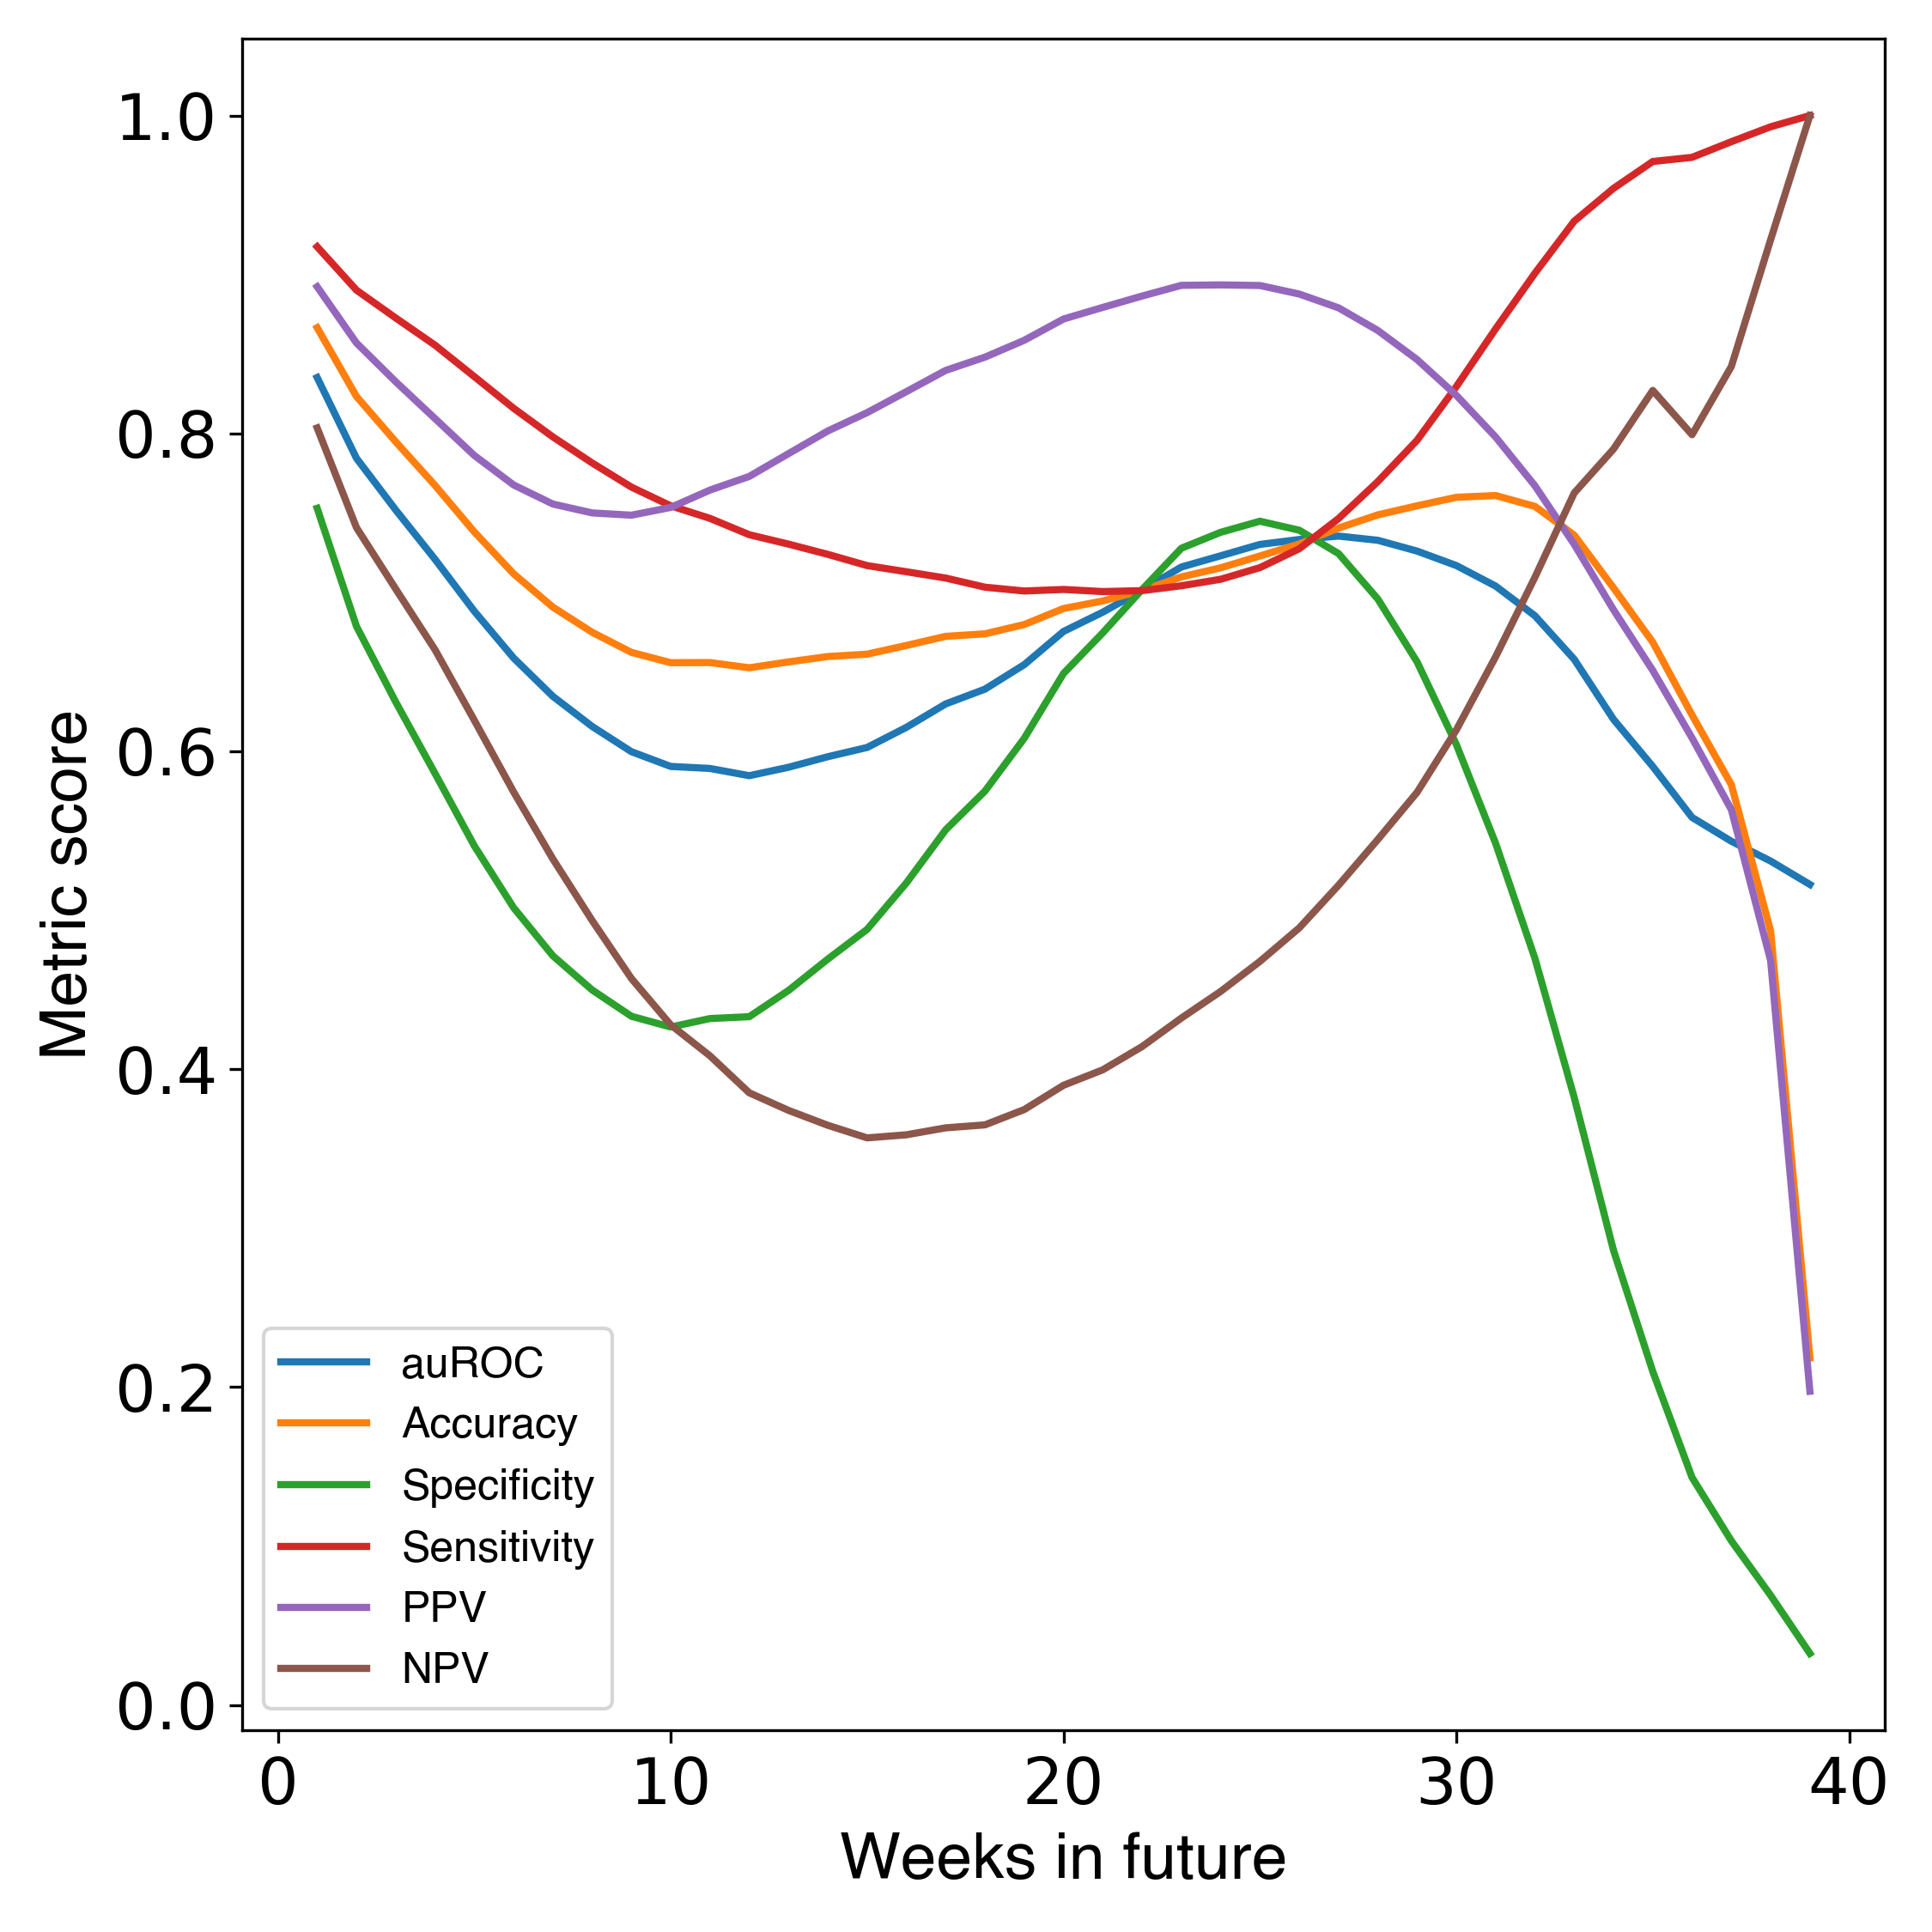 Metric score
1.0
0.8
0.6
0.4
0.2
0.0
auROC
Accuracy
Specificity
Sensitivity
PPV
NPV
0 10 20 30 40
Weeks in future